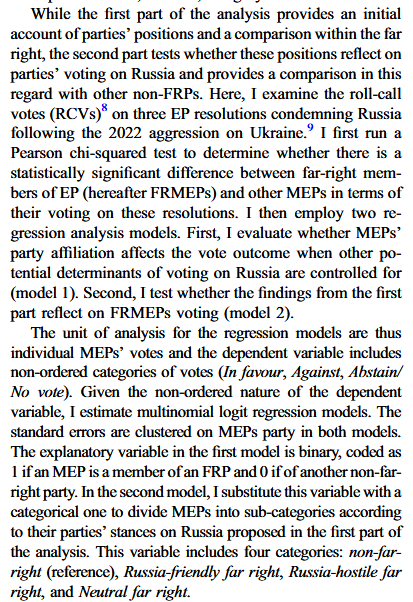 While the first part of the analysis provides an initial
account of parties' positions and a comparison within the far
right, the second part tests whether these positions reflect on
parties' voting on Russia and provides a comparison in this
regard with other non-FRPs. Here, I examine the roll-call
votes (RCVs)8 on three EP resolutions condemning Russia
following the 2022 aggression on Ukraine.9 I first run a
Pearson chi-squared test to determine whether there is a
statistically significant difference between far-right mem-
bers of EP (hereafter FRMEPs) and other MEPs in terms of
their voting on these resolutions. I then employ two re-
gression analysis models. First, I evaluate whether MEPs'
party affiliation affects the vote outcome when other po-
tential determinants of voting on Russia are controlled for
(model 1). Second, I test whether the findings from the first
part reflect on FRMEPs voting (model 2).
The unit of analysis for the regression models are thus
individual MEPs' votes and the dependent variable includes
non-ordered categories of votes (In favour, Against, Abstain/
No vote). Given the non-ordered nature of the dependent
variable, I estimate multinomial logit regression models. The
standard errors are clustered on MEPs party in both models.
The explanatory variable in the first model is binary, coded as
1 if an MEP is a member of an FRP and 0 if of another non-far-
right party. In the second model, I substitute this variable with a
categorical one to divide MEPs into sub-categories according
to their parties' stances on Russia proposed in the first part of
the analysis. This variable includes four categories: non-far-
right (reference), Russia-friendly far right, Russia-hostile far
right, and Neutral far right.